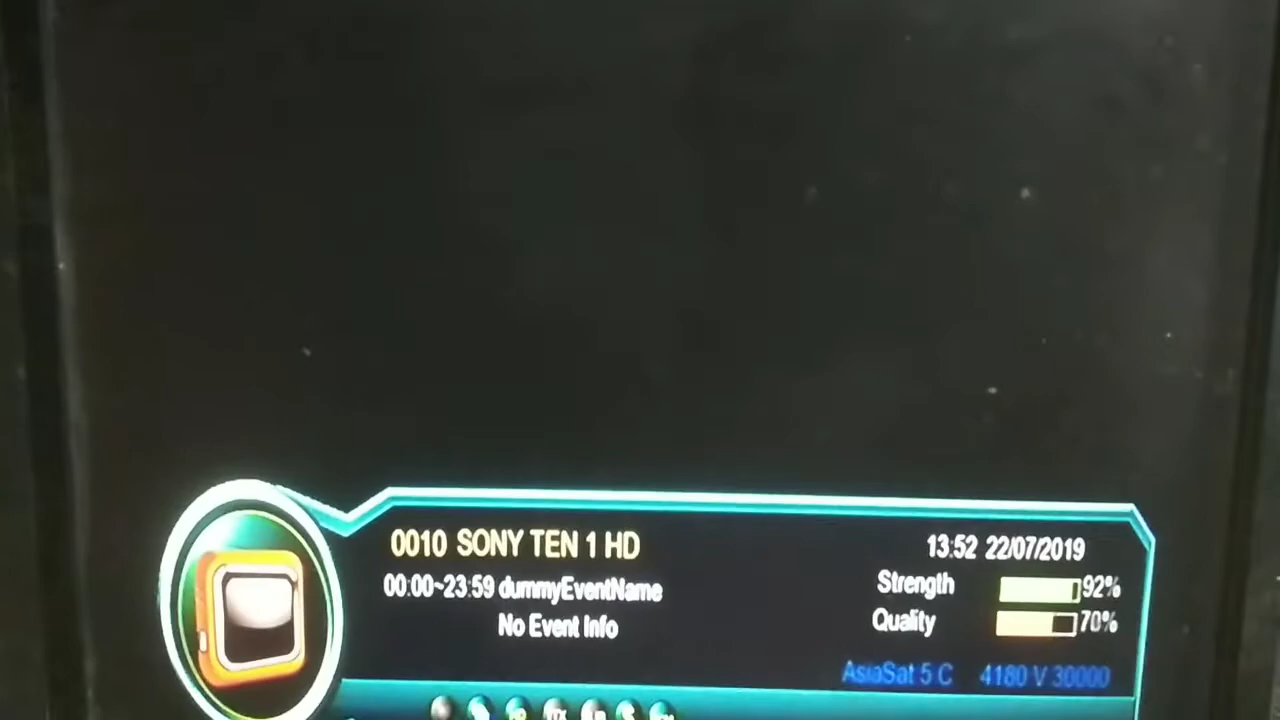 0010 SONY TEN 1 HD
13:52 22/07/2019
00:00~23:59 dummyEventName
Strength 92%
No Event Info
Quality 70%
AsiaSat 5 C 4180 V 30000